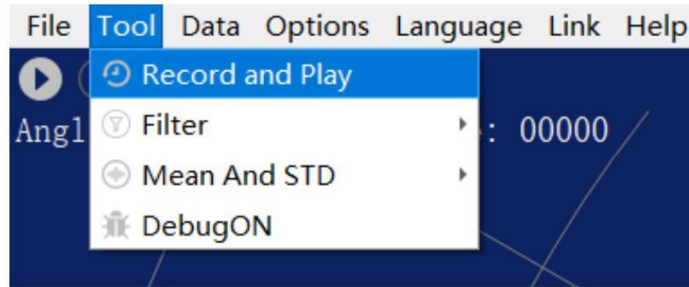 File Tool Data Options Language Link Help
Record and Play
Angl : 00000
Filter
Mean And STD
DebugON